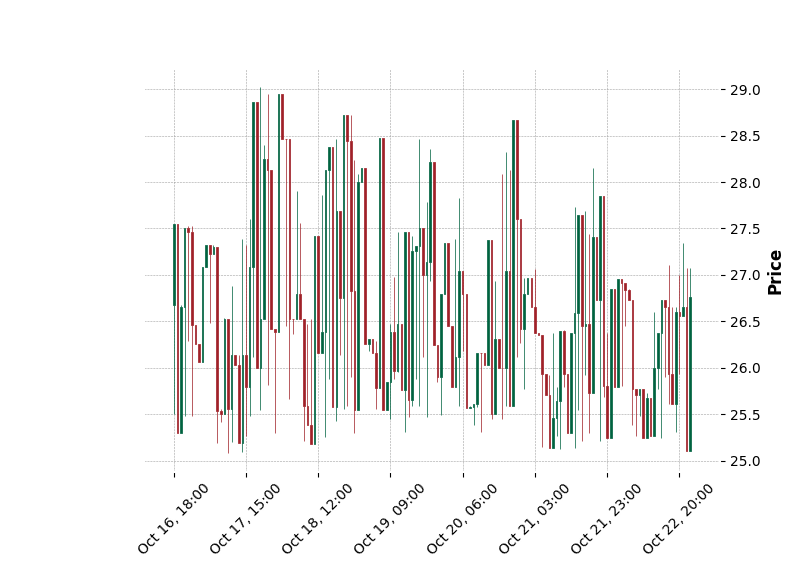 29.0
28.5
28.0
27.5
27.0
26.5
26.0
25.5
25.0
Price
Oct 16, 18:00
Oct 17, 15:00
Oct 18, 12:00
Oct 19, 09:00
Oct 20, 06:00
Oct 21, 03:00
Oct 21, 23:00
Oct 22, 20:00